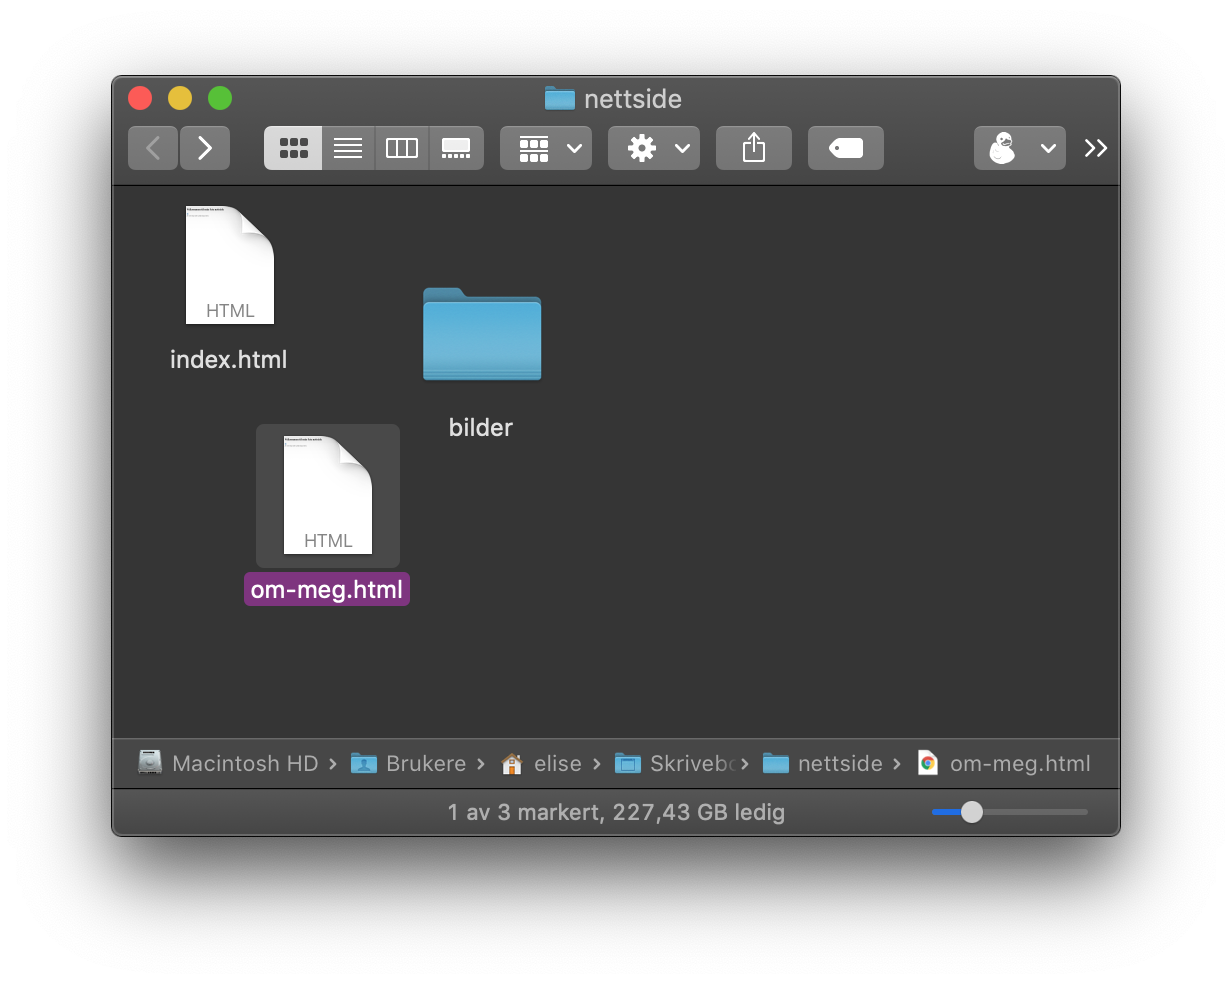 nettside
HTML
index.html
bilder
HTML
om-meg.html
Macintosh HD › Brukere › elise › Skrivebo › nettside › om-meg.html
1 av 3 markert, 227,43 GB ledig